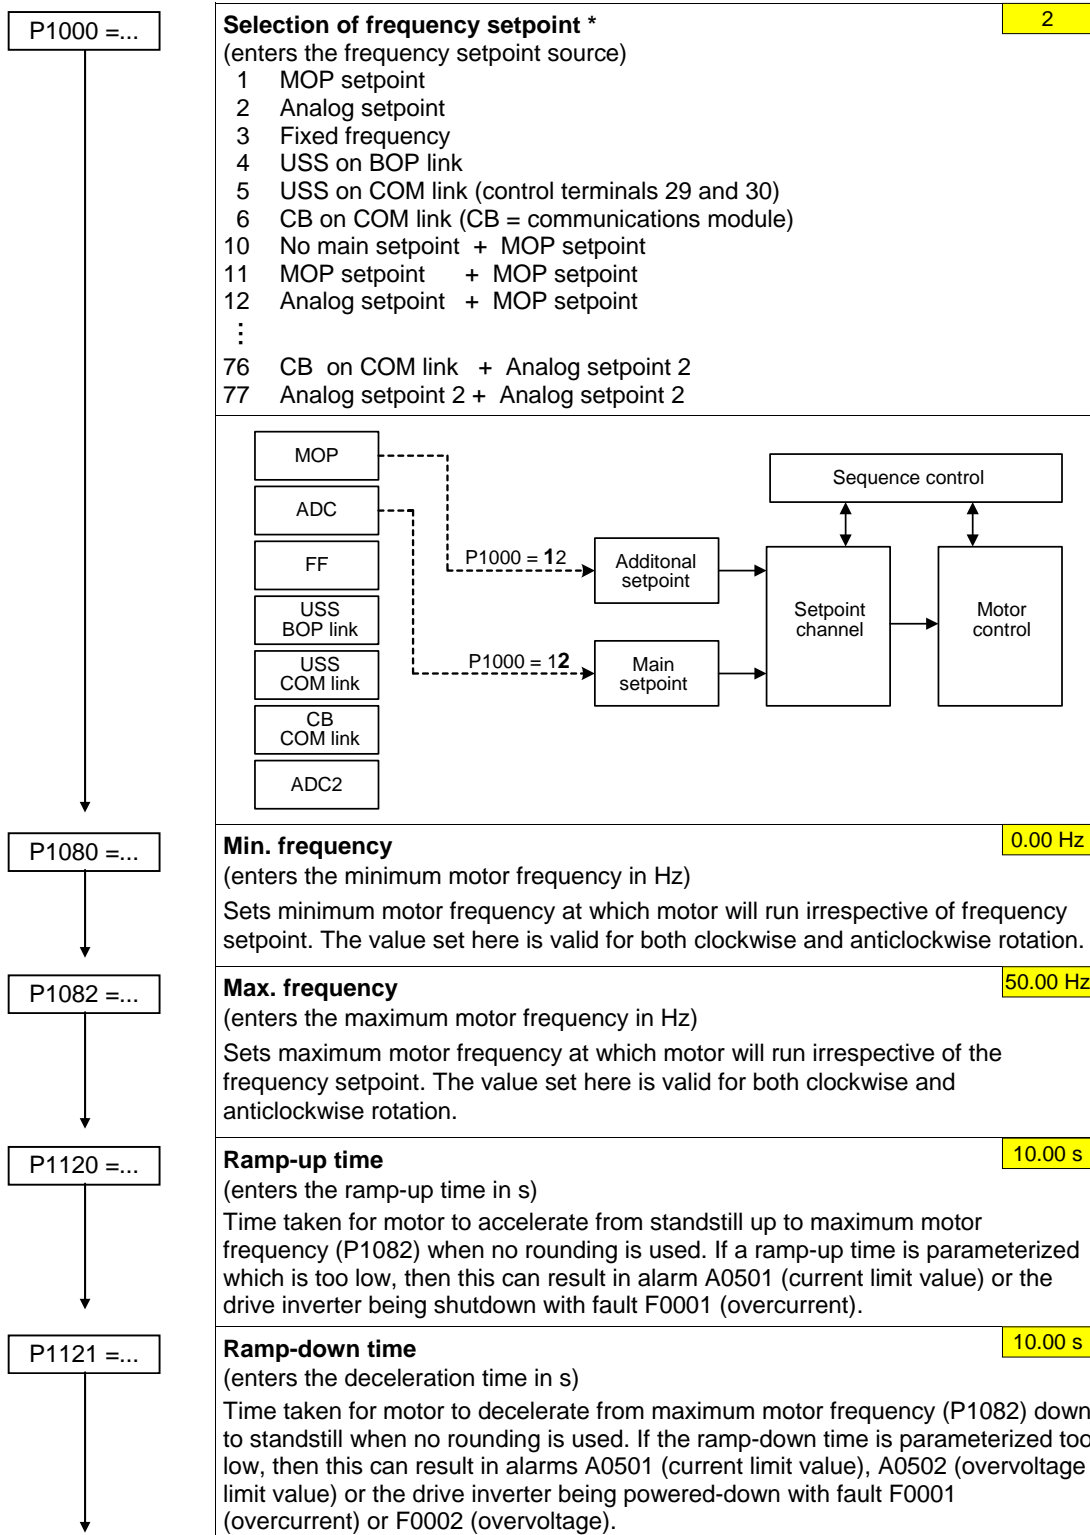 P1000 =...
Selection of frequency setpoint *
2
(enters the frequency setpoint source)
1 MOP setpoint
2 Analog setpoint
3 Fixed frequency
4 USS on BOP link
5 USS on COM link (control terminals 29 and 30)
6 CB on COM link (CB = communications module)
10 No main setpoint + MOP setpoint
11 MOP setpoint + MOP setpoint
12 Analog setpoint + MOP setpoint
⋮
76 CB on COM link + Analog setpoint 2
77 Analog setpoint 2 + Analog setpoint 2
MOP
ADC
FF
USS
BOP link
USS
COM link
CB
COM link
ADC2
P1000 = 12
P1000 = 12
Additonal
setpoint
Main
setpoint
Sequence control
Setpoint
channel
Motor
control
P1080 =...
Min. frequency
0.00 Hz
(enters the minimum motor frequency in Hz)
Sets minimum motor frequency at which motor will run irrespective of frequency
setpoint. The value set here is valid for both clockwise and anticlockwise rotation.
P1082 =...
Max. frequency
50.00 Hz
(enters the maximum motor frequency in Hz)
Sets maximum motor frequency at which motor will run irrespective of the
frequency setpoint. The value set here is valid for both clockwise and
anticlockwise rotation.
P1120 =...
Ramp-up time
10.00 s
(enters the ramp-up time in s)
Time taken for motor to accelerate from standstill up to maximum motor
frequency (P1082) when no rounding is used. If a ramp-up time is parameterized
which is too low, then this can result in alarm A0501 (current limit value) or the
drive inverter being shutdown with fault F0001 (overcurrent).
P1121 =...
Ramp-down time
10.00 s
(enters the deceleration time in s)
Time taken for motor to decelerate from maximum motor frequency (P1082) down
to standstill when no rounding is used. If the ramp-down time is parameterized too
low, then this can result in alarms A0501 (current limit value), A0502 (overvoltage
limit value) or the drive inverter being powered-down with fault F0001
(overcurrent) or F0002 (overvoltage).